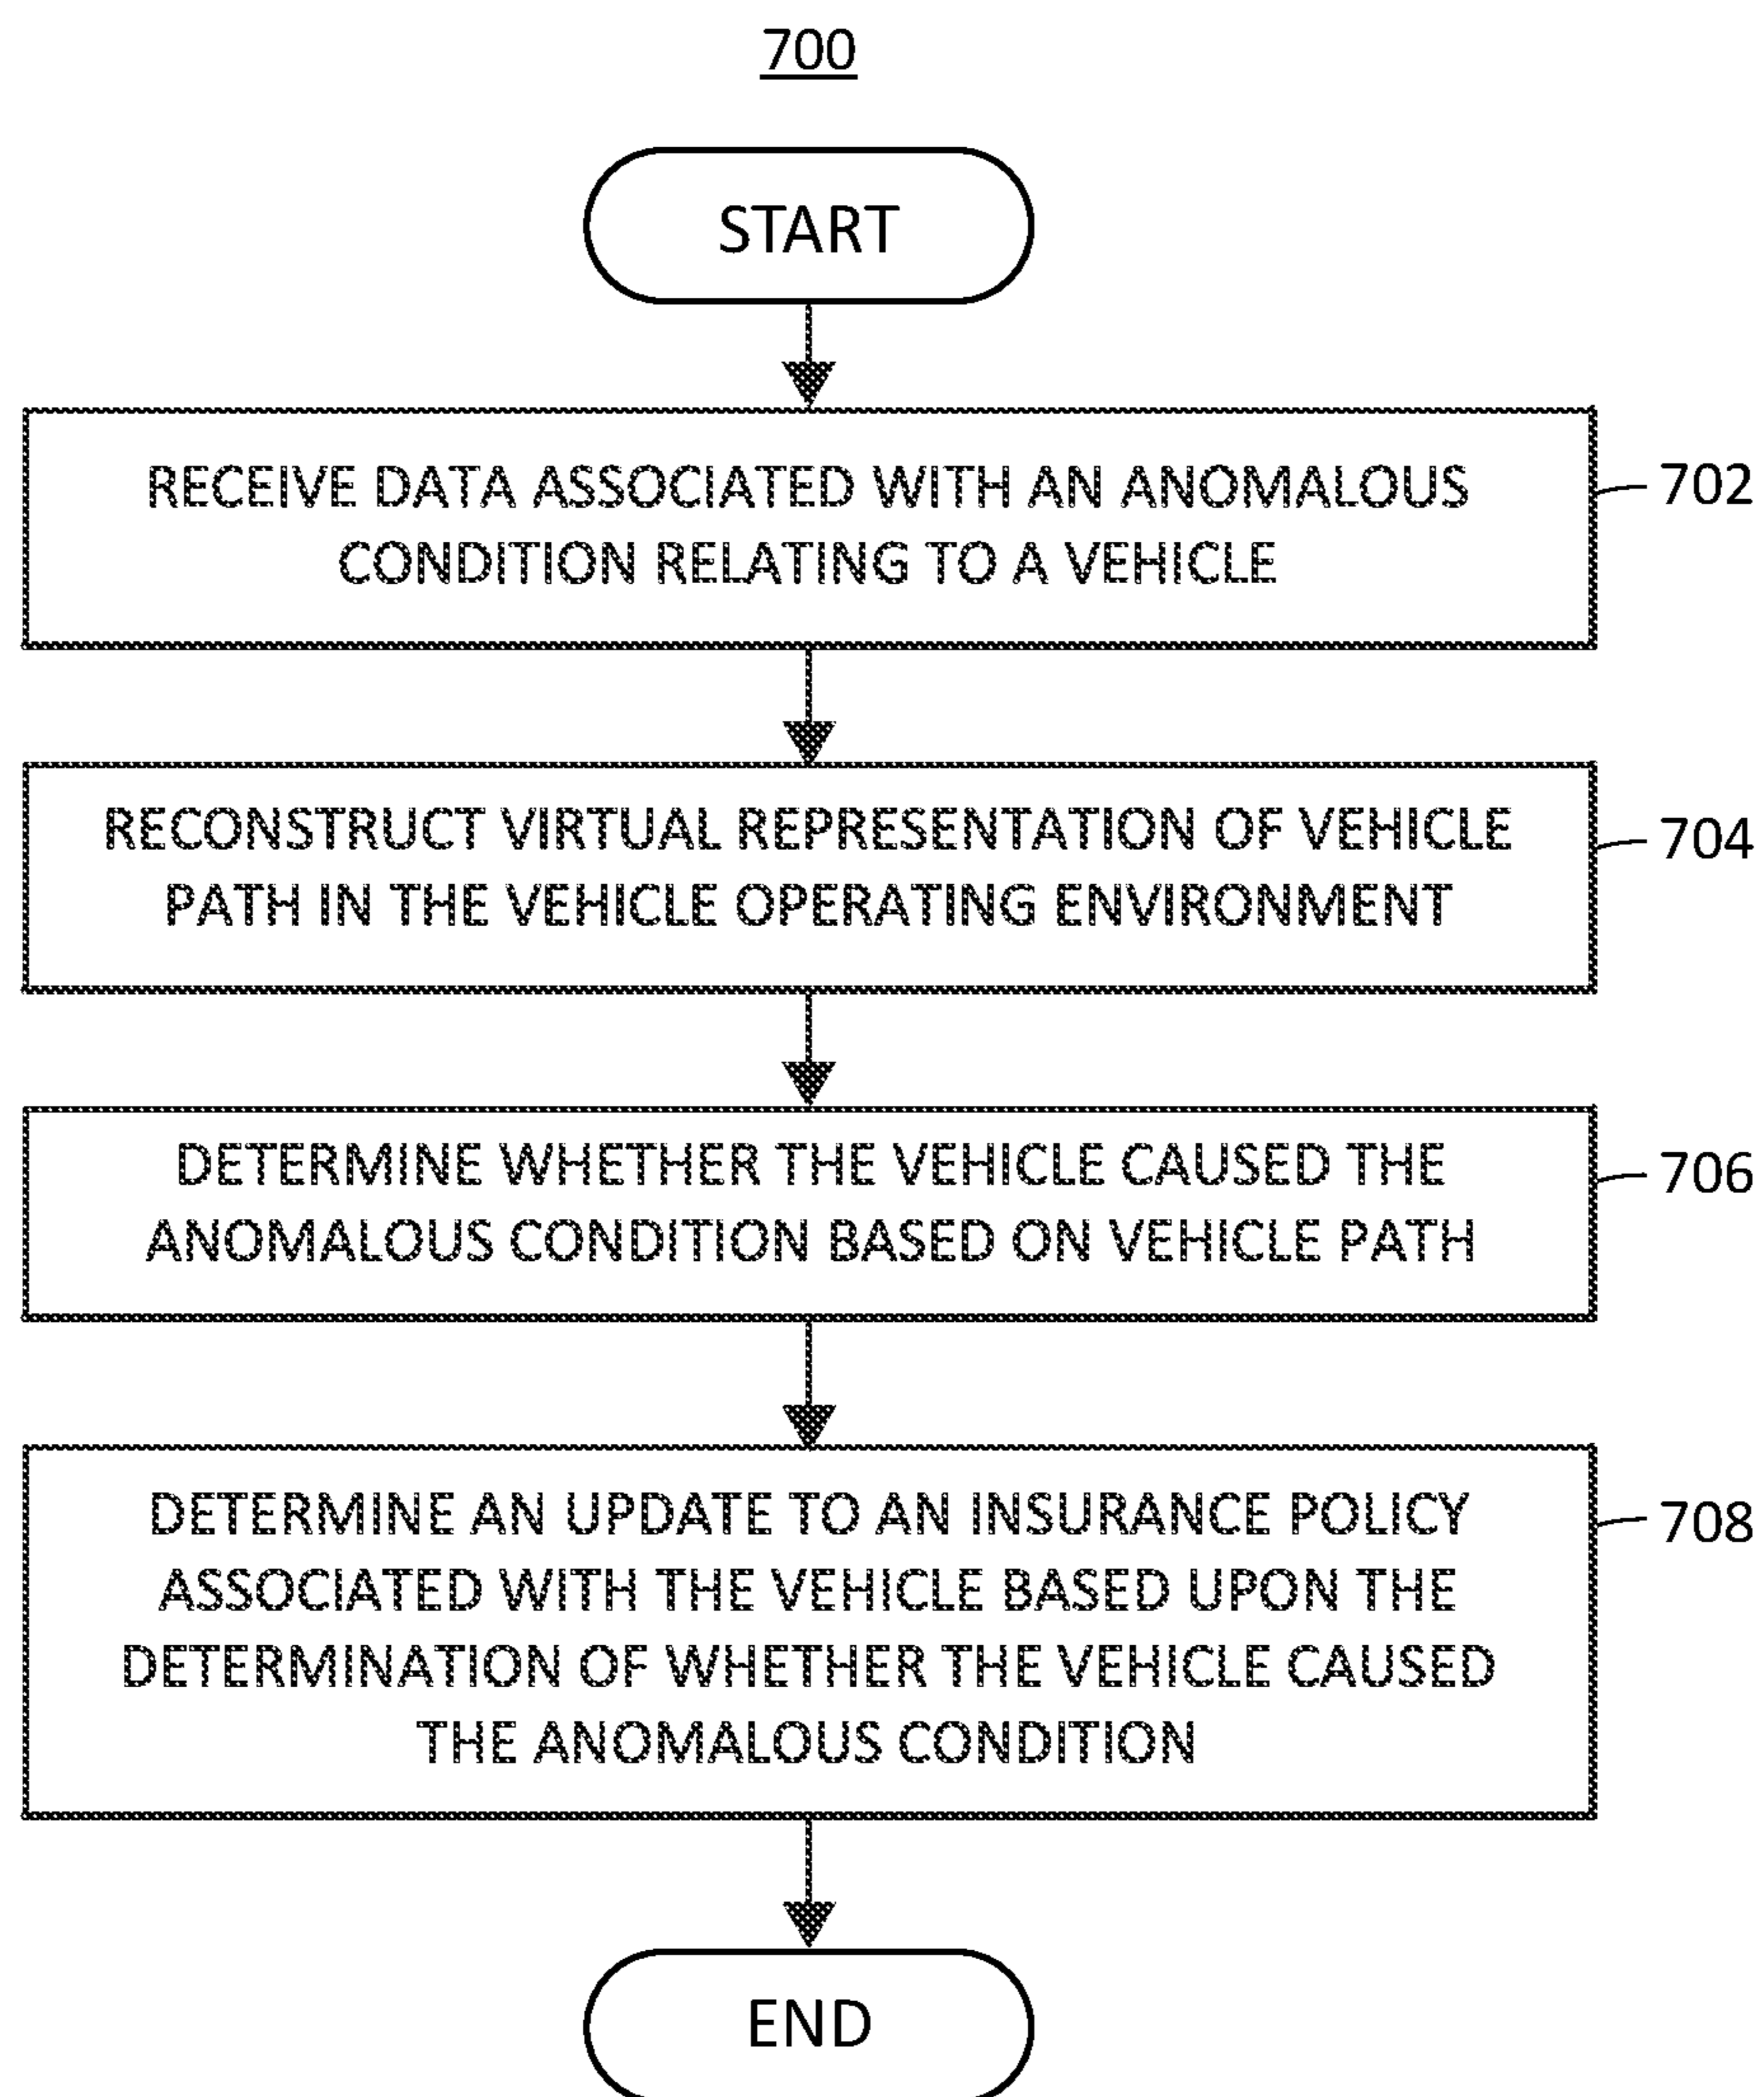 700
START
RECEIVE DATA ASSOCIATED WITH AN ANOMALOUS
CONDITION RELATING TO A VEHICLE
702
RECONSTRUCT VIRTUAL REPRESENTATION OF VEHICLE
PATH IN THE VEHICLE OPERATING ENVIRONMENT
704
DETERMINE WHETHER THE VEHICLE CAUSED THE
ANOMALOUS CONDITION BASED ON VEHICLE PATH
706
DETERMINE AN UPDATE TO AN INSURANCE POLICY
ASSOCIATED WITH THE VEHICLE BASED UPON THE
DETERMINATION OF WHETHER THE VEHICLE CAUSED
THE ANOMALOUS CONDITION
708
END